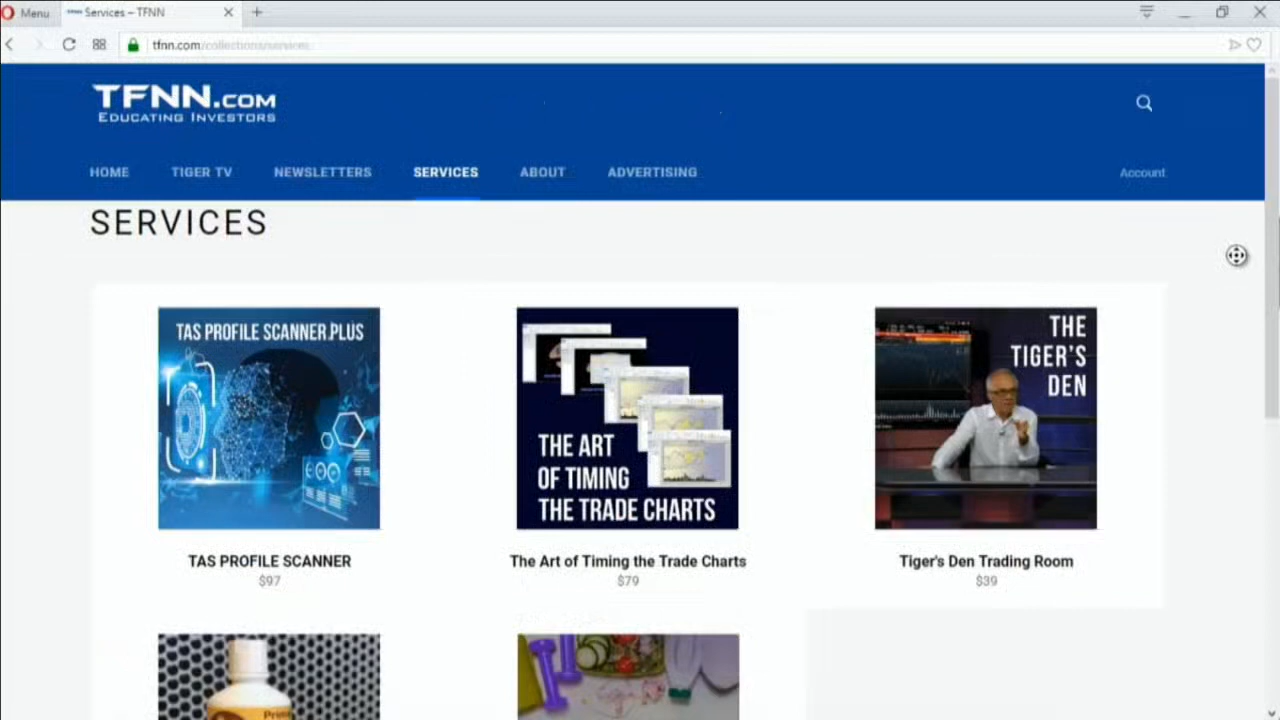 Menu
Services – TFNN
tfnn.com/collections/services
TFNN.COM
EDUCATING INVESTORS
HOME
TIGER TV
NEWSLETTERS
SERVICES
ABOUT
ADVERTISING
Account
SERVICES
TAS PROFILE SCANNER PLUS
THE ART
OF TIMING
THE TRADE CHARTS
THE
TIGER'S
DEN
TAS PROFILE SCANNER
$97
The Art of Timing the Trade Charts
$79
Tiger's Den Trading Room
$39